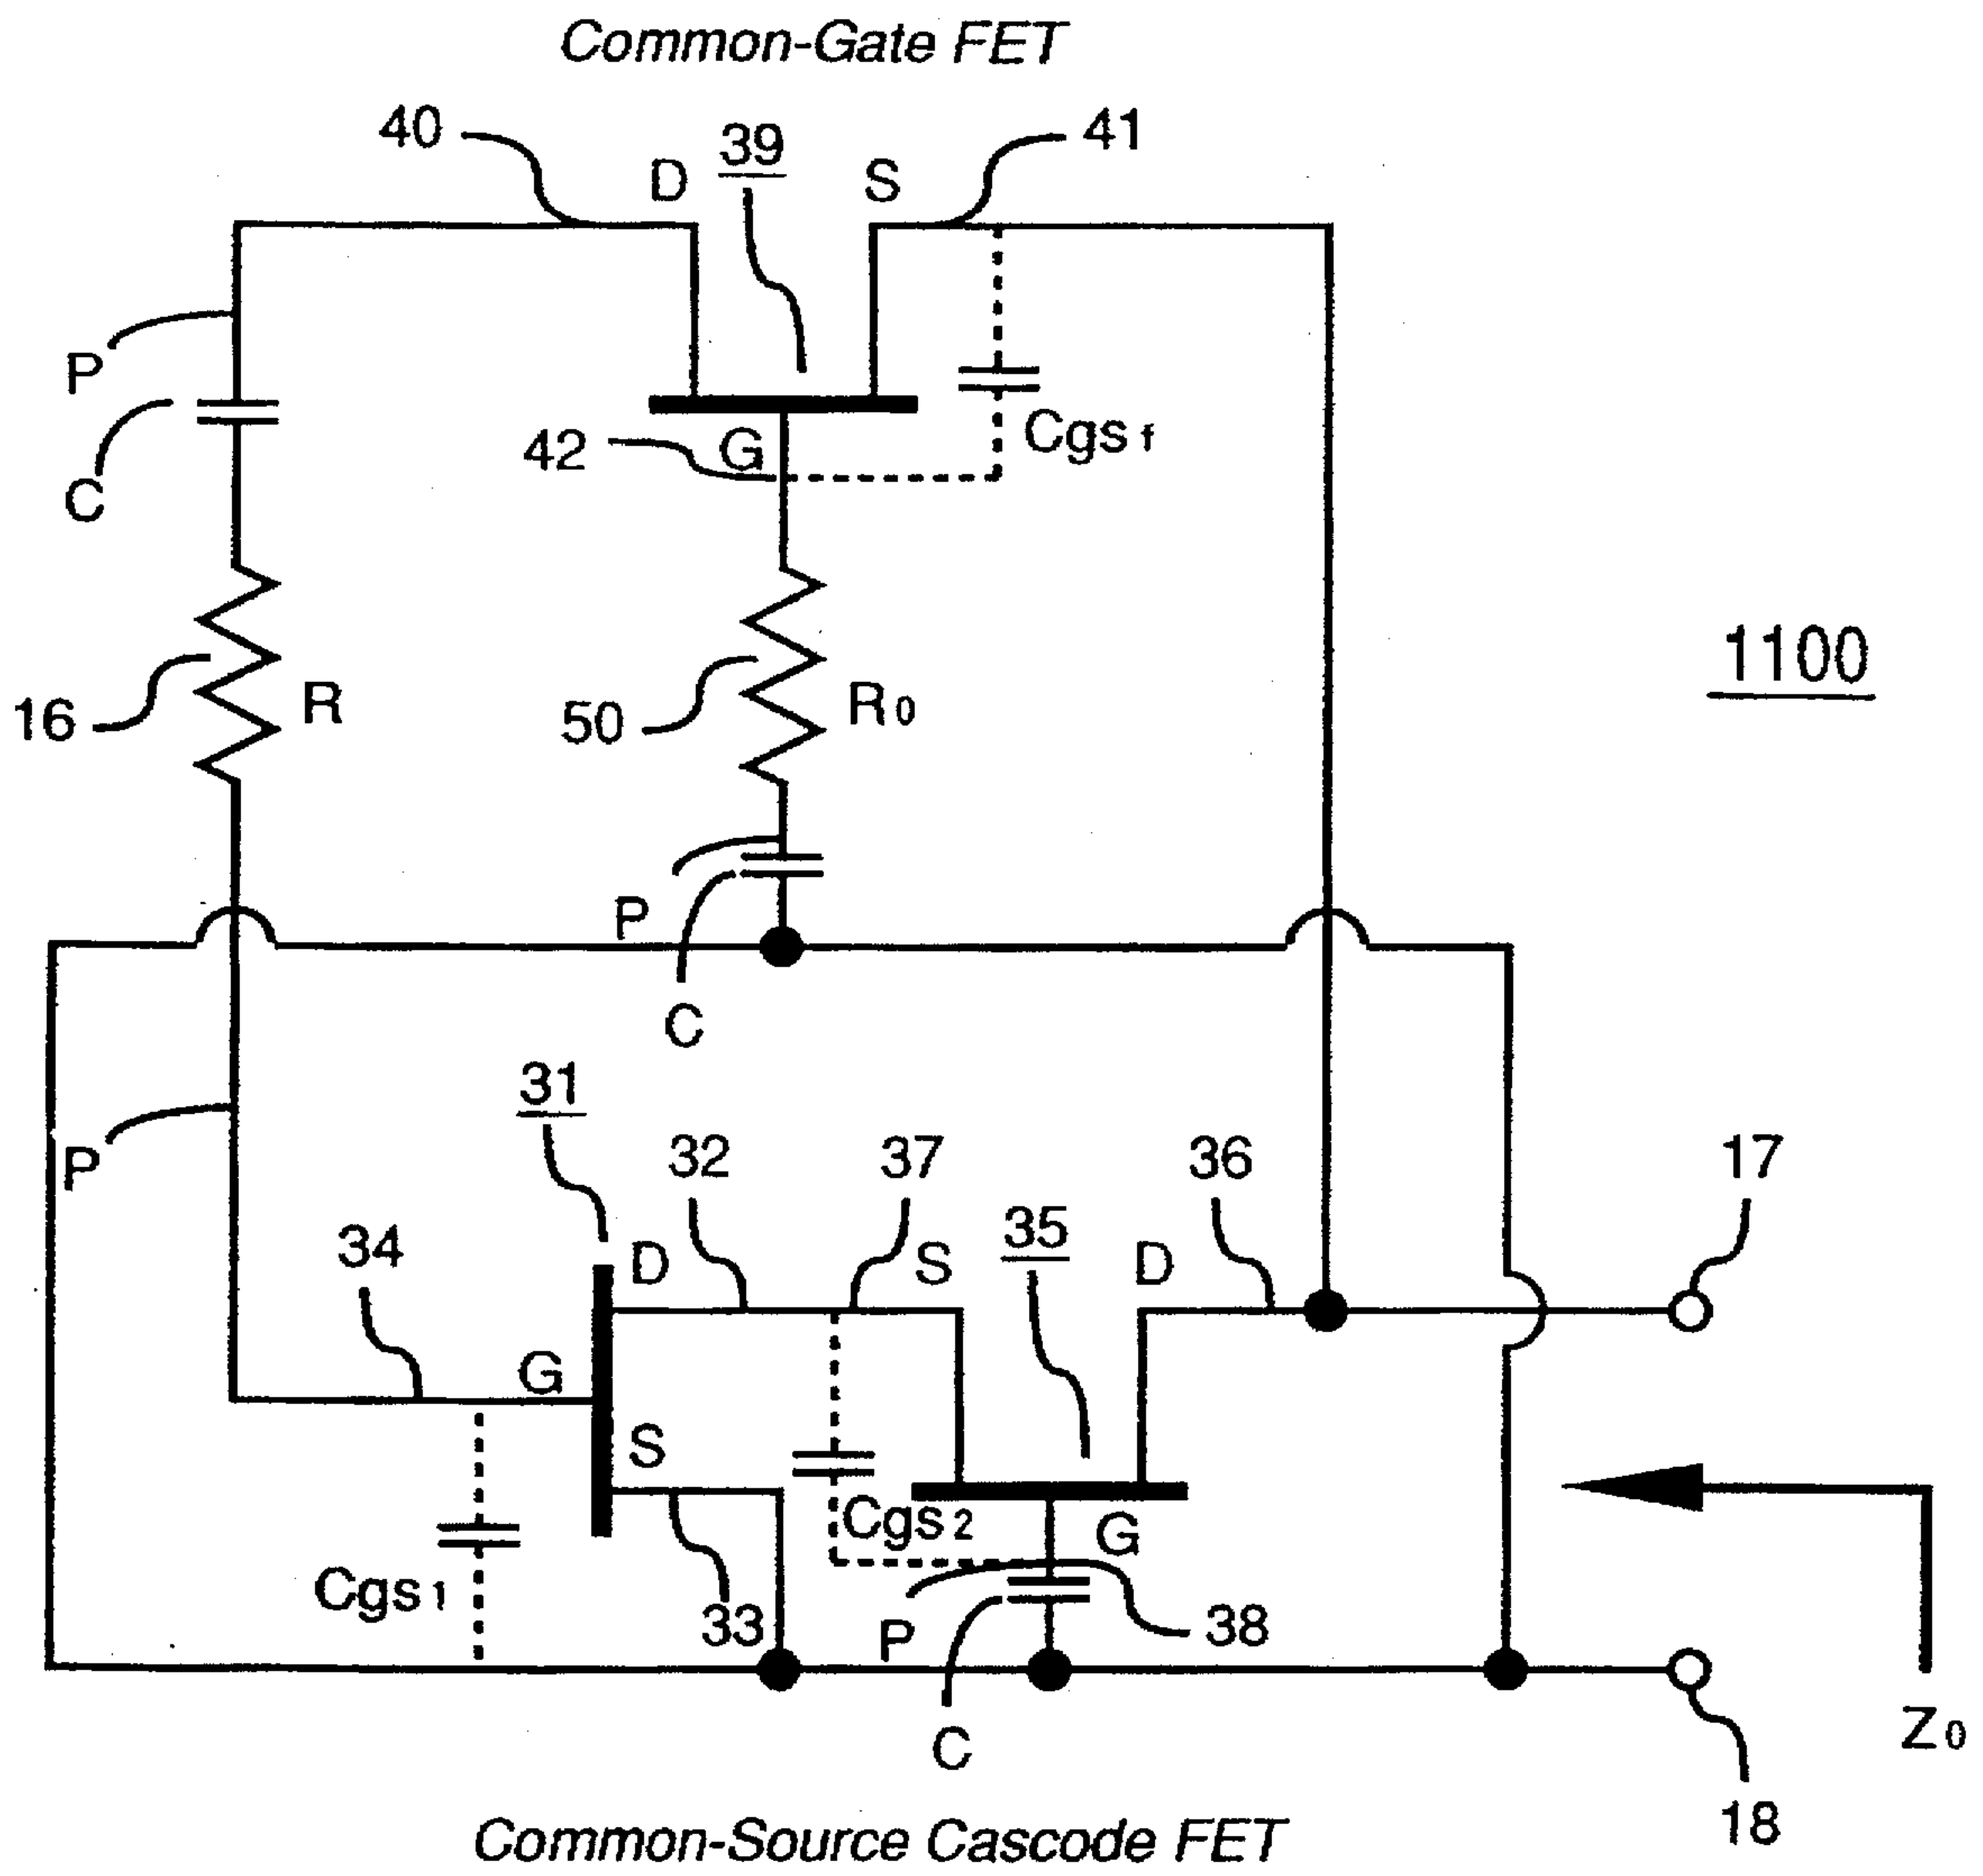 Common-Gate FET
40
39
41
D
S
P
C
42
G
Cgsf
1100
16
R
50
R0
P
C
31
P
32
37
36
17
34
35
D
S
D
G
S
Cgs2
G
Cgs1
33
P
38
C
Z0
18
Common-Source Cascode FET